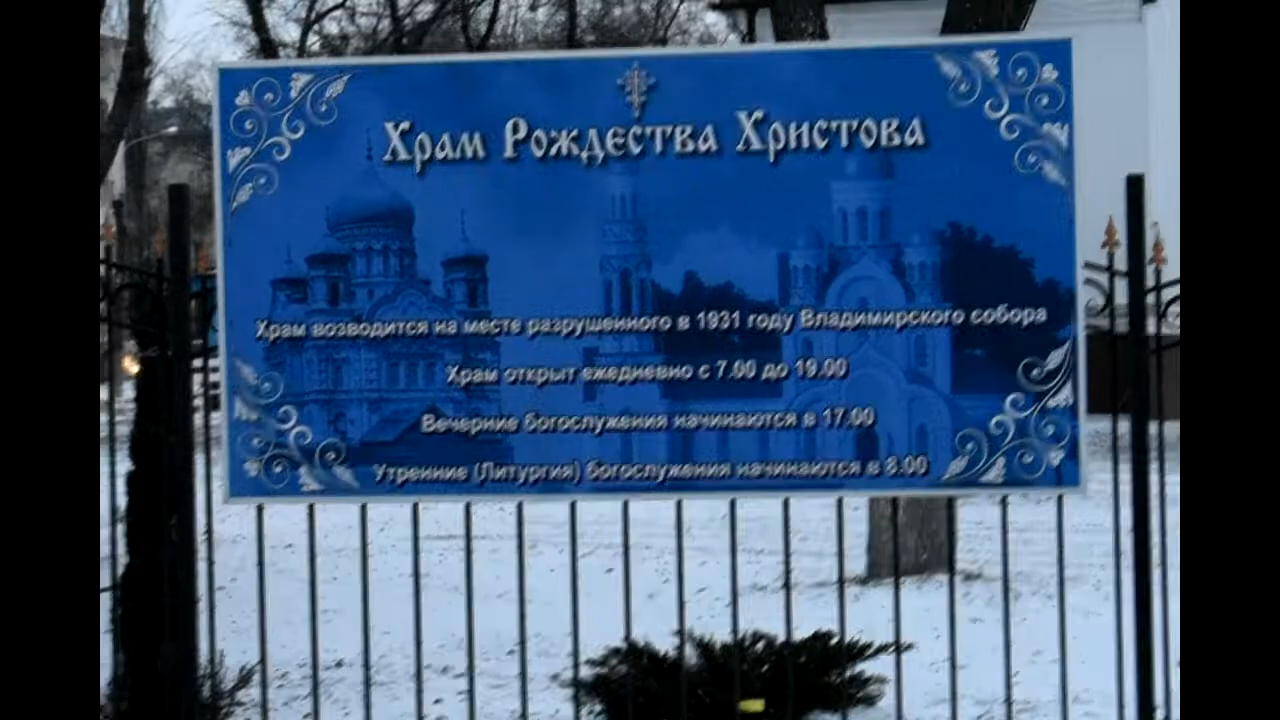 Храм Рождества Христова
Храм возводится на месте разрушенного в 1931 году Владимирского собора
Храм открыт ежедневно с 7.00 до 19.00
Вечерние богослужения начинаются в 17.00
Утренние (Литургия) богослужения начинаются в 8.00